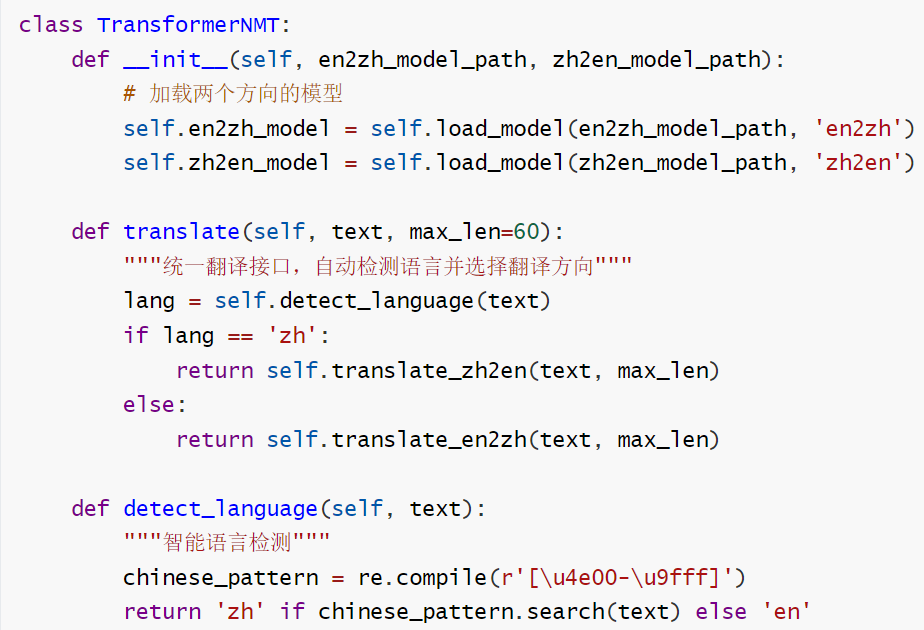 class TransformerNMT:
    def __init__(self, en2zh_model_path, zh2en_model_path):
        # 加载两个方向的模型
        self.en2zh_model = self.load_model(en2zh_model_path, 'en2zh')
        self.zh2en_model = self.load_model(zh2en_model_path, 'zh2en')

    def translate(self, text, max_len=60):
        """统一翻译接口，自动检测语言并选择翻译方向"""
        lang = self.detect_language(text)
        if lang == 'zh':
            return self.translate_zh2en(text, max_len)
        else:
            return self.translate_en2zh(text, max_len)

    def detect_language(self, text):
        """智能语言检测"""
        chinese_pattern = re.compile(r'[\u4e00-\u9fff]')
        return 'zh' if chinese_pattern.search(text) else 'en'